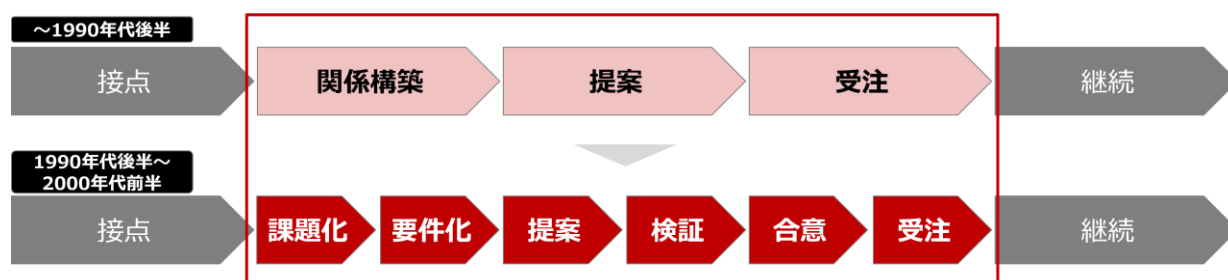 ～1990年代後半
接点
関係構築
提案
受注
継続
1990年代後半～
2000年代前半
接点
課題化
要件化
提案
検証
合意
受注
継続